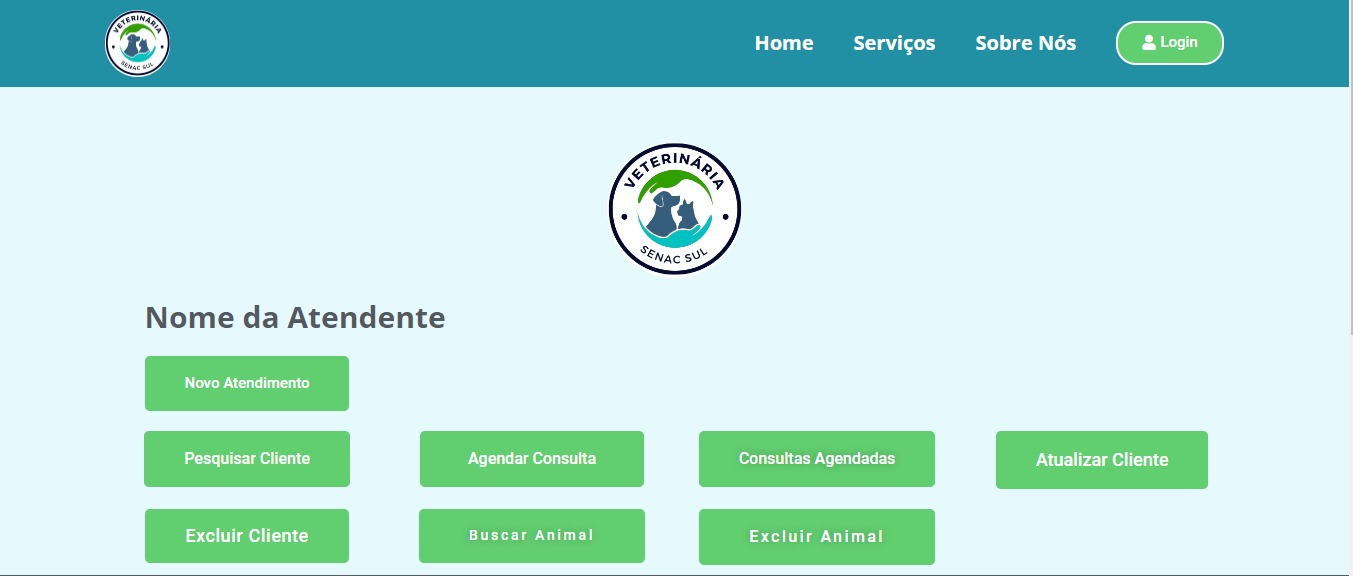 VETERINÁRIA
SENAC SUL
Home
Serviços
Sobre Nós
Login
VETERINÁRIA
SENAC SUL
Nome da Atendente
Novo Atendimento
Pesquisar Cliente
Agendar Consulta
Consultas Agendadas
Atualizar Cliente
Excluir Cliente
Buscar Animal
Excluir Animal